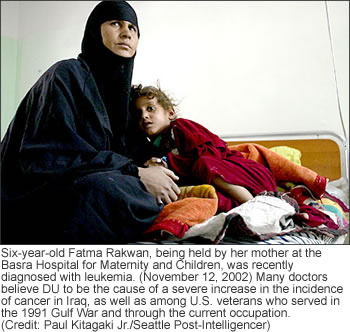 Six-year-old Fatma Rakwan, being held by her mother at the
Basra Hospital for Maternity and Children, was recently
diagnosed with leukemia. (November 12, 2002) Many doctors
believe DU to be the cause of a severe increase in the incidence
of cancer in Iraq, as well as among U.S. veterans who served in
the 1991 Gulf War and through the current occupation.
(Credit: Paul Kitagaki Jr./Seattle Post-Intelligencer)